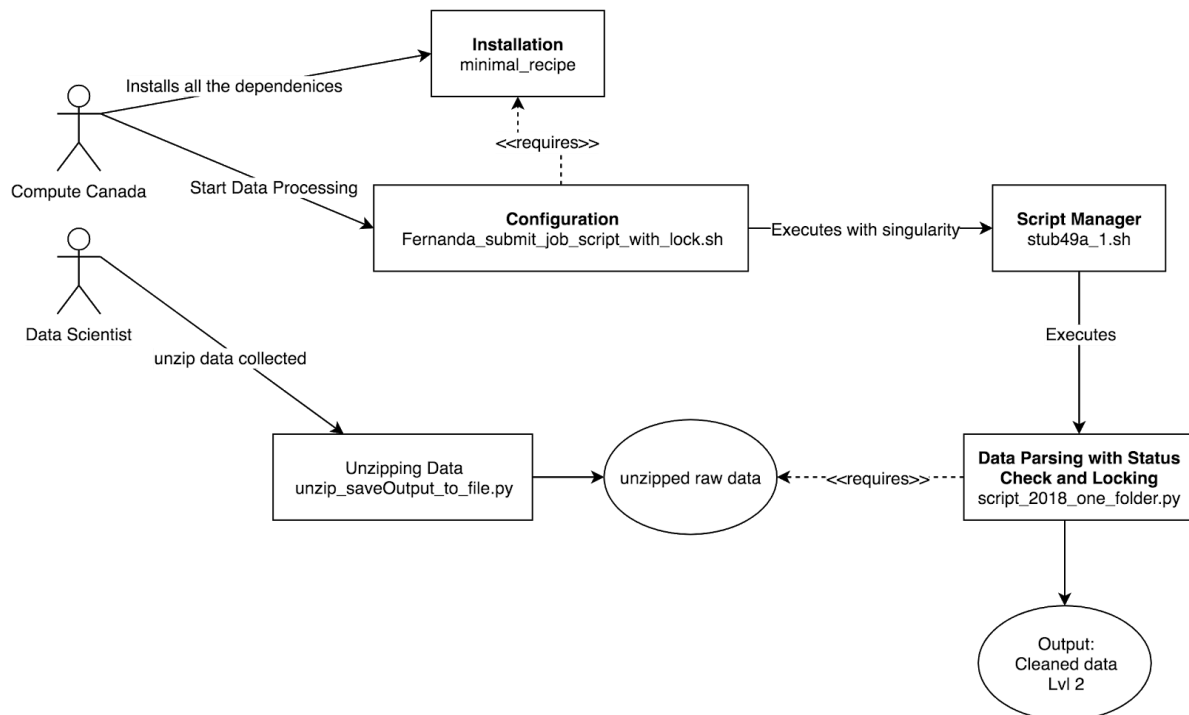 Installation
minimal_recipe
Installs all the dependenices
<<requires>>
Compute Canada
Start Data Processing
Configuration
Fernanda_submit_job_script_with_lock.sh
Executes with singularity
Script Manager
stub49a_1.sh
Data Scientist
Executes
unzip data collected
Unzipping Data
unzip_saveOutput_to_file.py
unzipped raw data
<<requires>>
Data Parsing with Status
Check and Locking
script_2018_one_folder.py
Output:
Cleaned data
Lvl 2